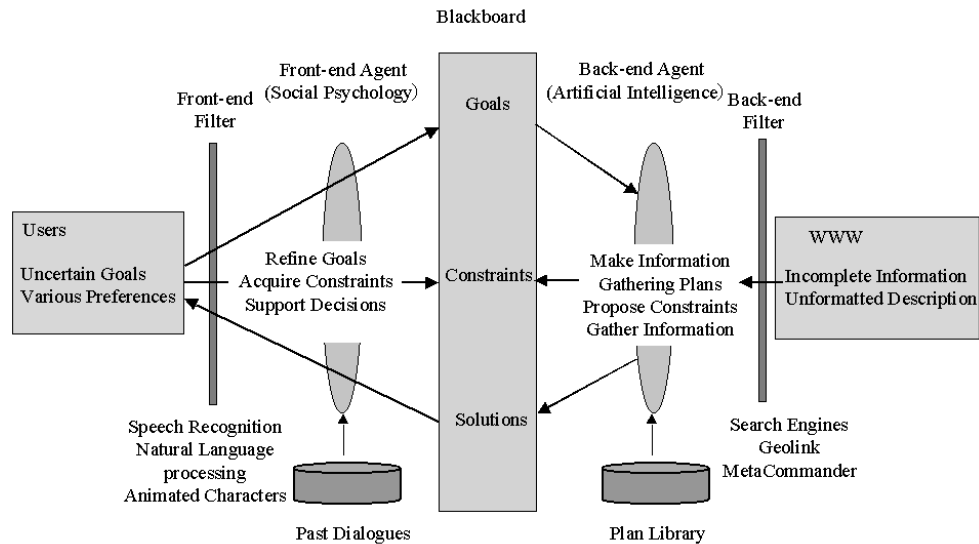 Blackboard
Front-end Agent
(Social Psychology)
Back-end Agent
(Artificial Intelligence)
Front-end
Filter
Back-end
Filter
Goals
Users
Uncertain Goals
Various Preferences
Refine Goals
Acquire Constraints
Support Decisions
Constraints
Make Information
Gathering Plans
Propose Constraints
Gather Information
WWW
Incomplete Information
Unformatted Description
Solutions
Speech Recognition
Natural Language
processing
Animated Characters
Search Engines
Geolink
MetaCommander
Past Dialogues
Plan Library